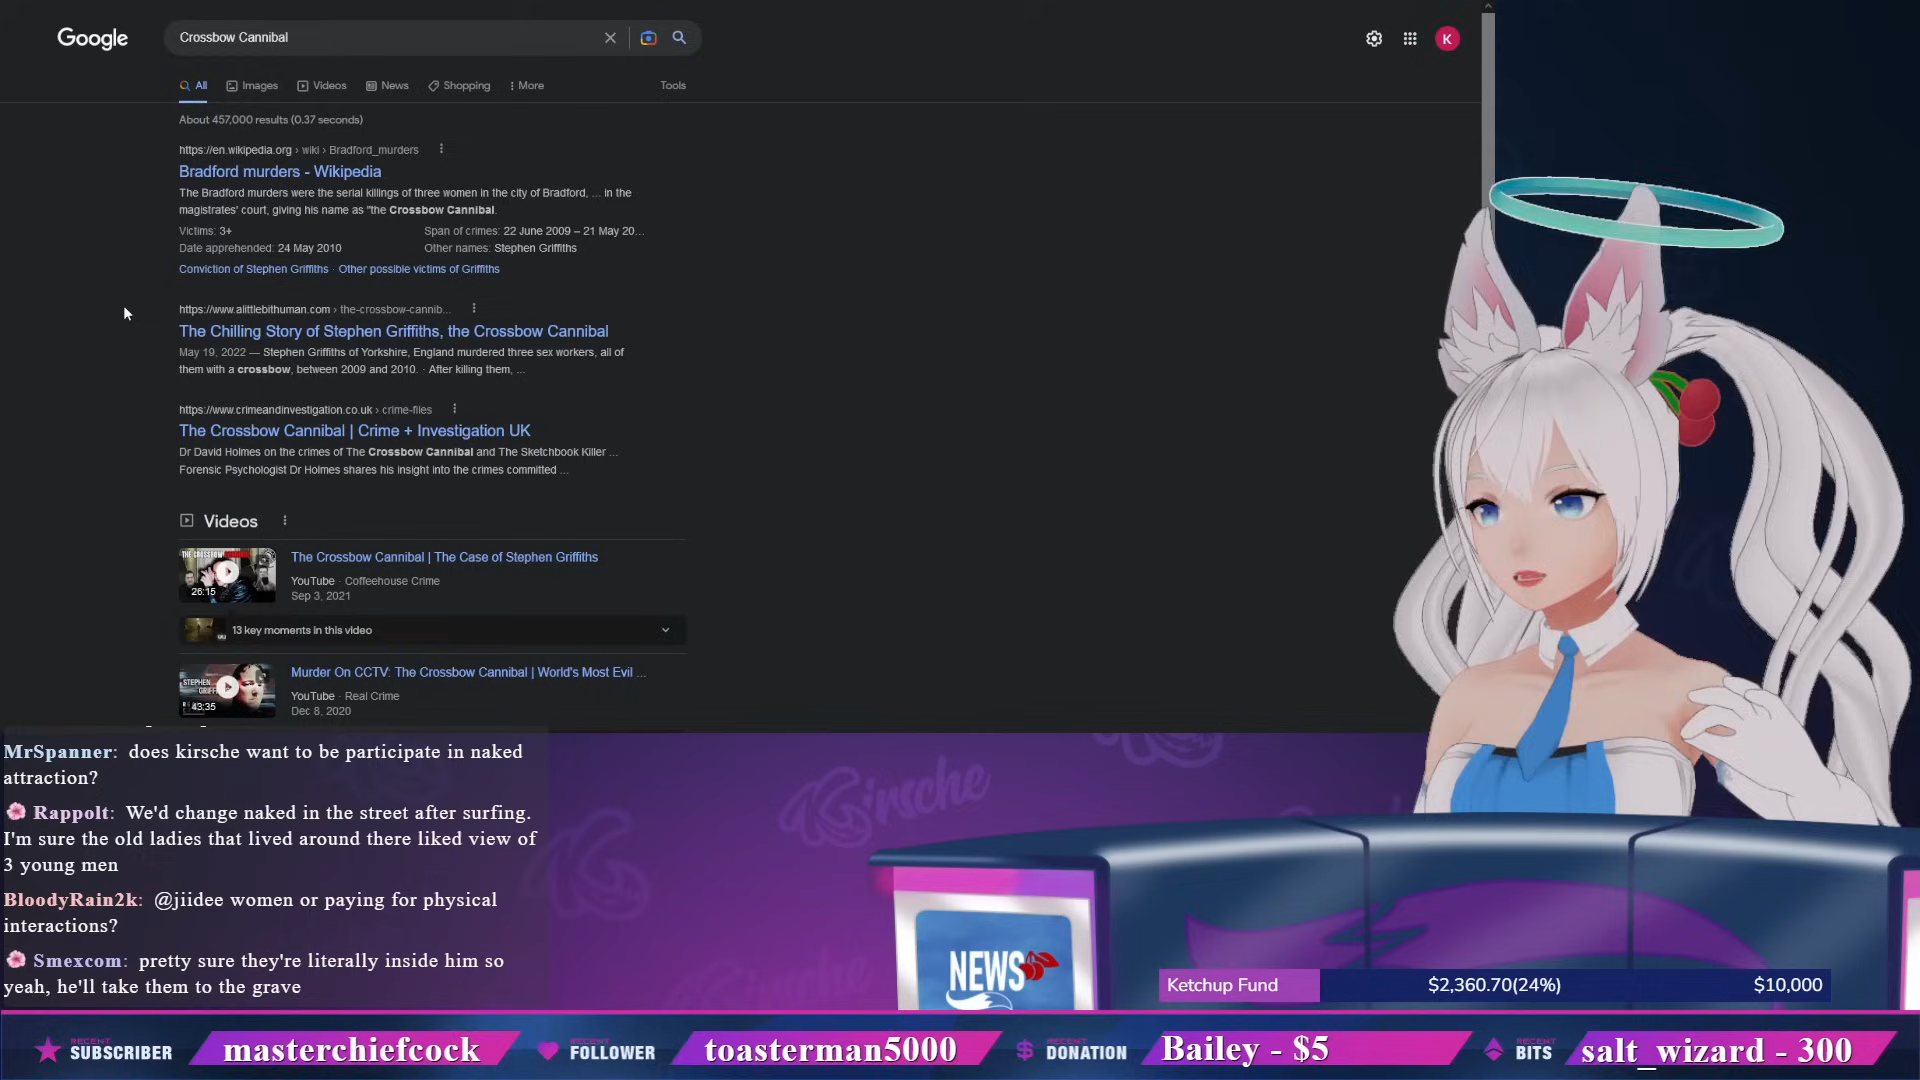 Google
Crossbow Cannibal
K
All Images Videos News Shopping More Tools
About 457,000 results (0.37 seconds)
https://en.wikipedia.org › wiki › Bradford_murders
Bradford murders - Wikipedia
The Bradford murders were the serial killings of three women in the city of Bradford, ... in the
magistrates' court, giving his name as "the Crossbow Cannibal.
Victims: 3+ Span of crimes: 22 June 2009 – 21 May 20...
Date apprehended: 24 May 2010 Other names: Stephen Griffiths
Conviction of Stephen Griffiths · Other possible victims of Griffiths
https://www.alittlebithuman.com › the-crossbow-cannib...
The Chilling Story of Stephen Griffiths, the Crossbow Cannibal
May 19, 2022 — Stephen Griffiths of Yorkshire, England murdered three sex workers, all of
them with a crossbow, between 2009 and 2010. · After killing them, ...
https://www.crimeandinvestigation.co.uk › crime-files
The Crossbow Cannibal | Crime + Investigation UK
Dr David Holmes on the crimes of The Crossbow Cannibal and The Sketchbook Killer ...
Forensic Psychologist Dr Holmes shares his insight into the crimes committed ...
Videos
The Crossbow Cannibal | The Case of Stephen Griffiths
YouTube · Coffeehouse Crime
26:15
Sep 3, 2021
13 key moments in this video
Murder On CCTV: The Crossbow Cannibal | World's Most Evil ...
YouTube · Real Crime
43:35
Dec 8, 2020
MrSpanner: does kirsche want to be participate in naked
attraction?
Rappolt: We'd change naked in the street after surfing.
I'm sure the old ladies that lived around there liked view of
3 young men
BloodyRain2k: @jiidee women or paying for physical
interactions?
Smexcom: pretty sure they're literally inside him so
yeah, he'll take them to the grave
Kirsche
NEWS
Ketchup Fund $2,360.70(24%) $10,000
RECENT SUBSCRIBER masterchiefcock RECENT FOLLOWER toasterman5000 RECENT DONATION Bailey - $5 RECENT BITS salt_wizard - 300